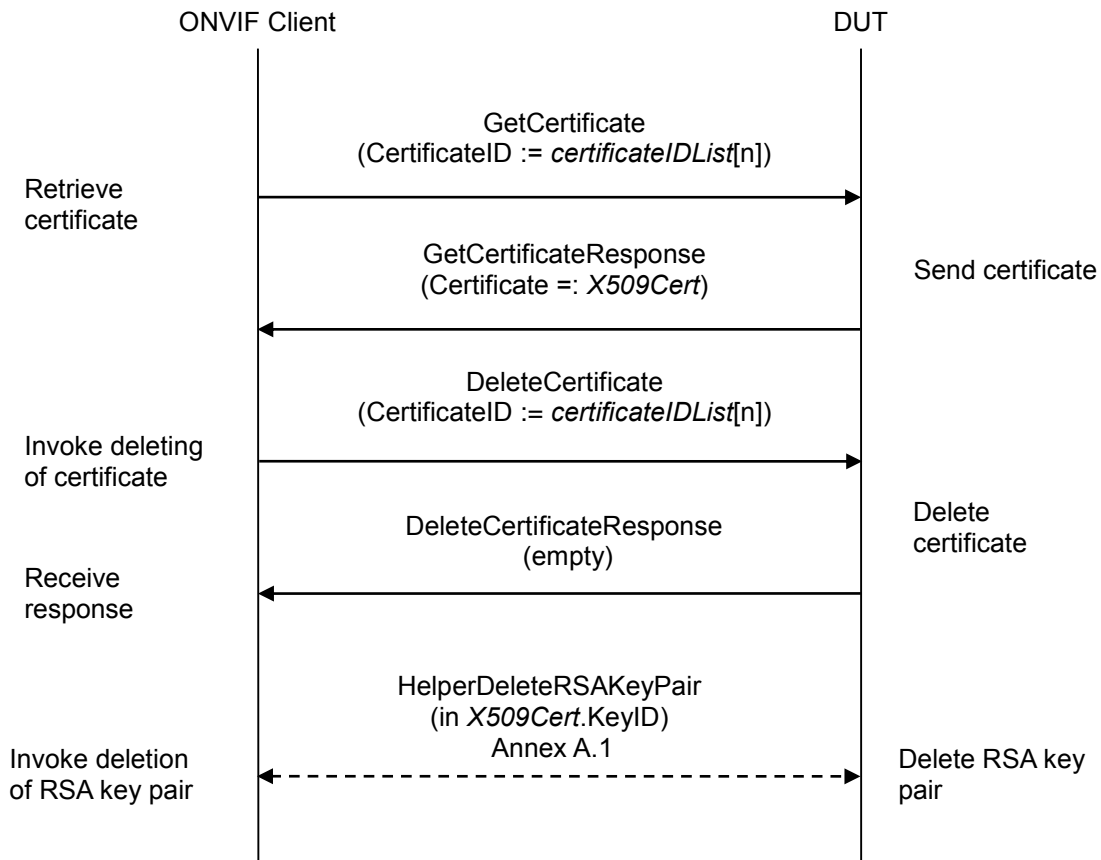 ONVIF Client
DUT
GetCertificate
(CertificateID := certificateIDList[n])
Retrieve
certificate
GetCertificateResponse
(Certificate =: X509Cert)
Send certificate
DeleteCertificate
(CertificateID := certificateIDList[n])
Invoke deleting
of certificate
DeleteCertificateResponse
(empty)
Delete
certificate
Receive
response
HelperDeleteRSAKeyPair
(in X509Cert.KeyID)
Annex A.1
Invoke deletion
of RSA key pair
Delete RSA key
pair